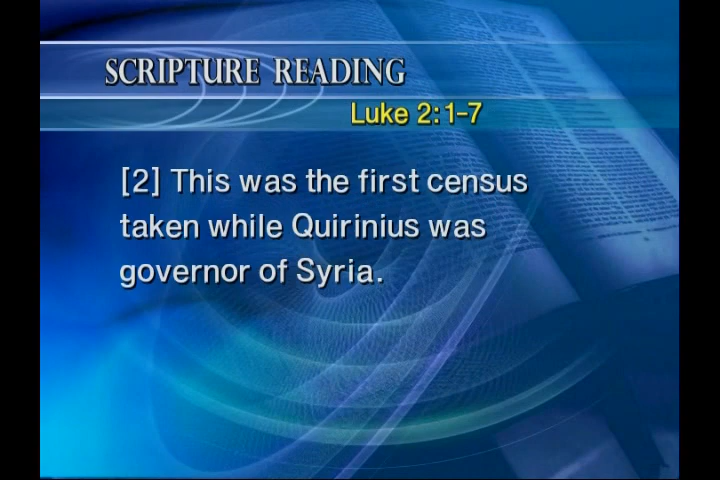 SCRIPTURE READING
Luke 2:1-7
[2] This was the first census
taken while Quirinius was
governor of Syria.